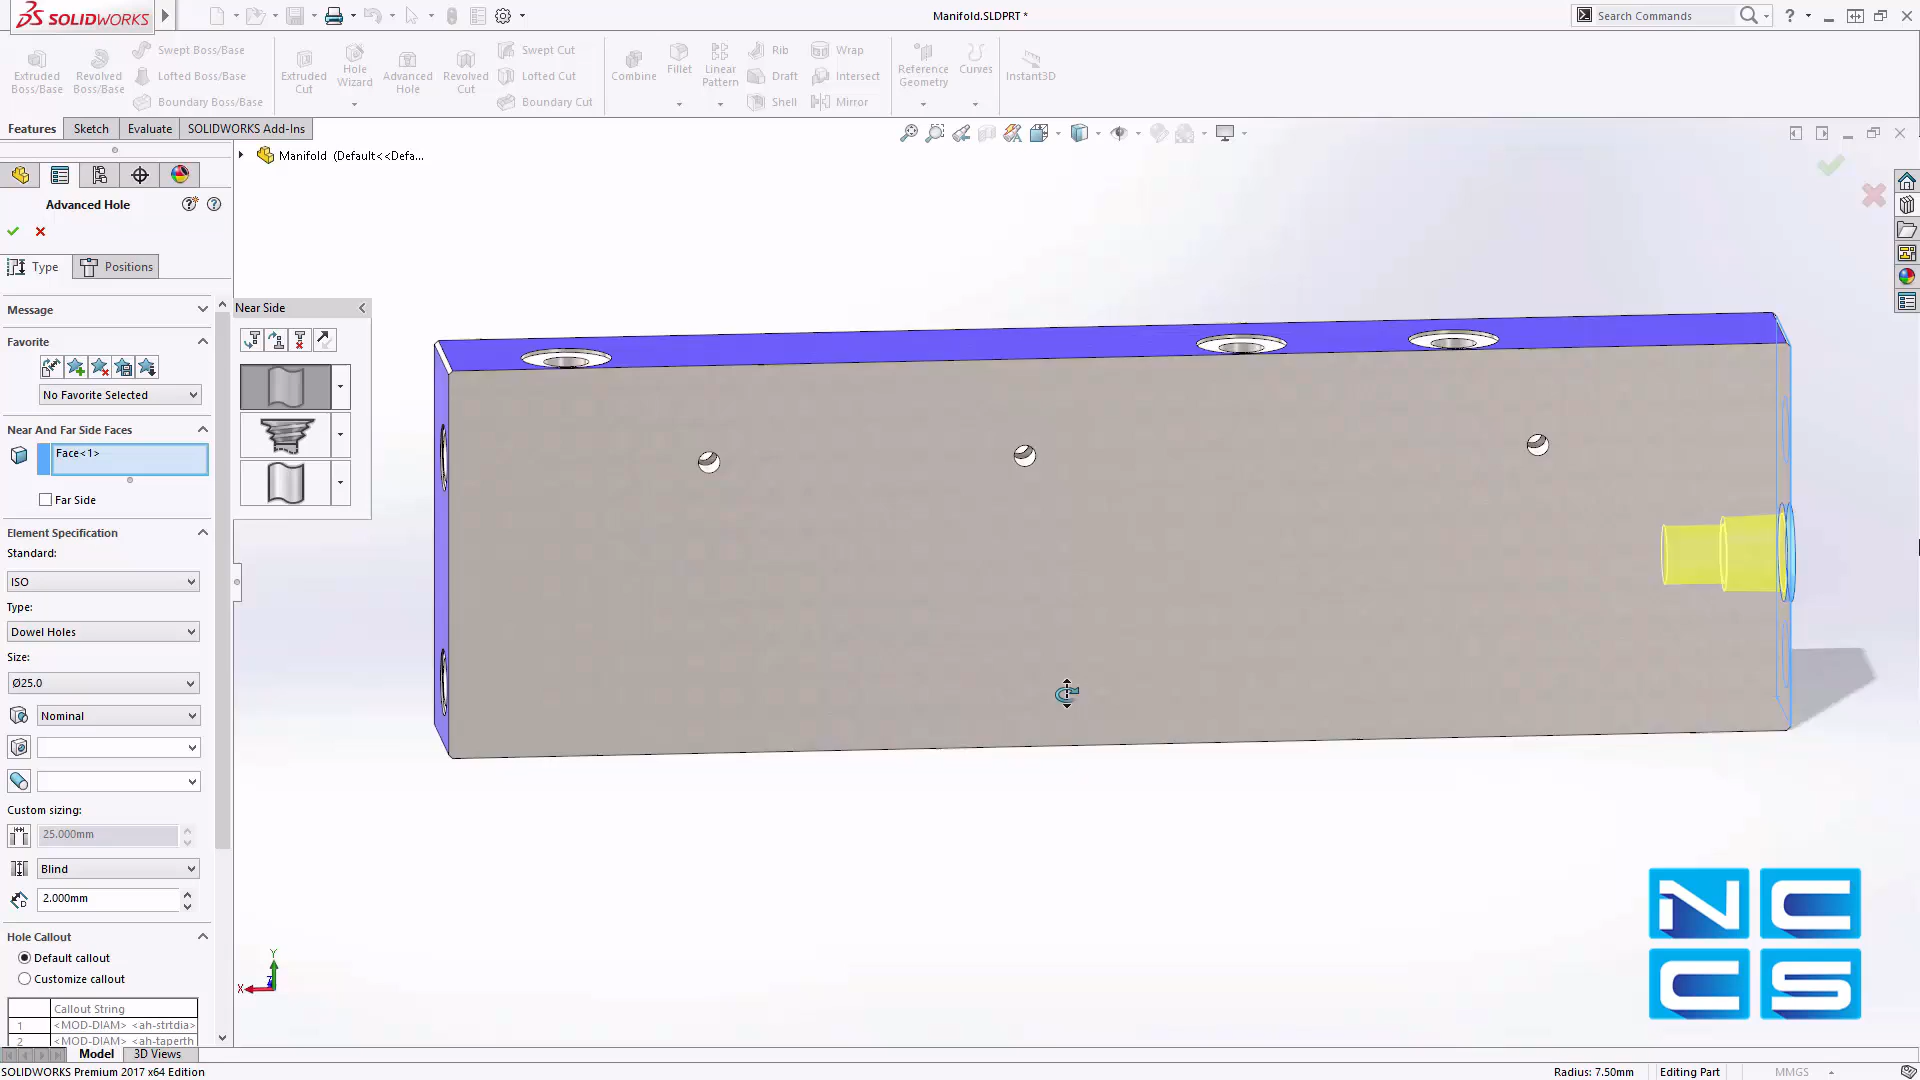 SOLIDWORKS
Manifold.SLDPRT *
Search Commands
Extruded Boss/Base
Revolved Boss/Base
Swept Boss/Base
Lofted Boss/Base
Boundary Boss/Base
Extruded Cut
Hole Wizard
Advanced Hole
Revolved Cut
Swept Cut
Lofted Cut
Boundary Cut
Combine
Fillet
Linear Pattern
Rib
Draft
Shell
Wrap
Intersect
Mirror
Reference Geometry
Curves
Instant3D
Features
Sketch
Evaluate
SOLIDWORKS Add-Ins
Manifold (Default<<Defa...
Advanced Hole
Type
Positions
Message
Favorite
No Favorite Selected
Near And Far Side Faces
Face<1>
Far Side
Element Specification
Standard:
ISO
Type:
Dowel Holes
Size:
Ø25.0
Nominal
Custom sizing:
25.000mm
Blind
2.000mm
Hole Callout
Default callout
Customize callout
Callout String
1 <MOD-DIAM> <ah-strtdia>
2 <MOD-DIAM> <ah-taperth
Near Side
Y
X
Z
NC
CS
Model
3D Views
SOLIDWORKS Premium 2017 x64 Edition
Radius: 7.50mm
Editing Part
MMGS